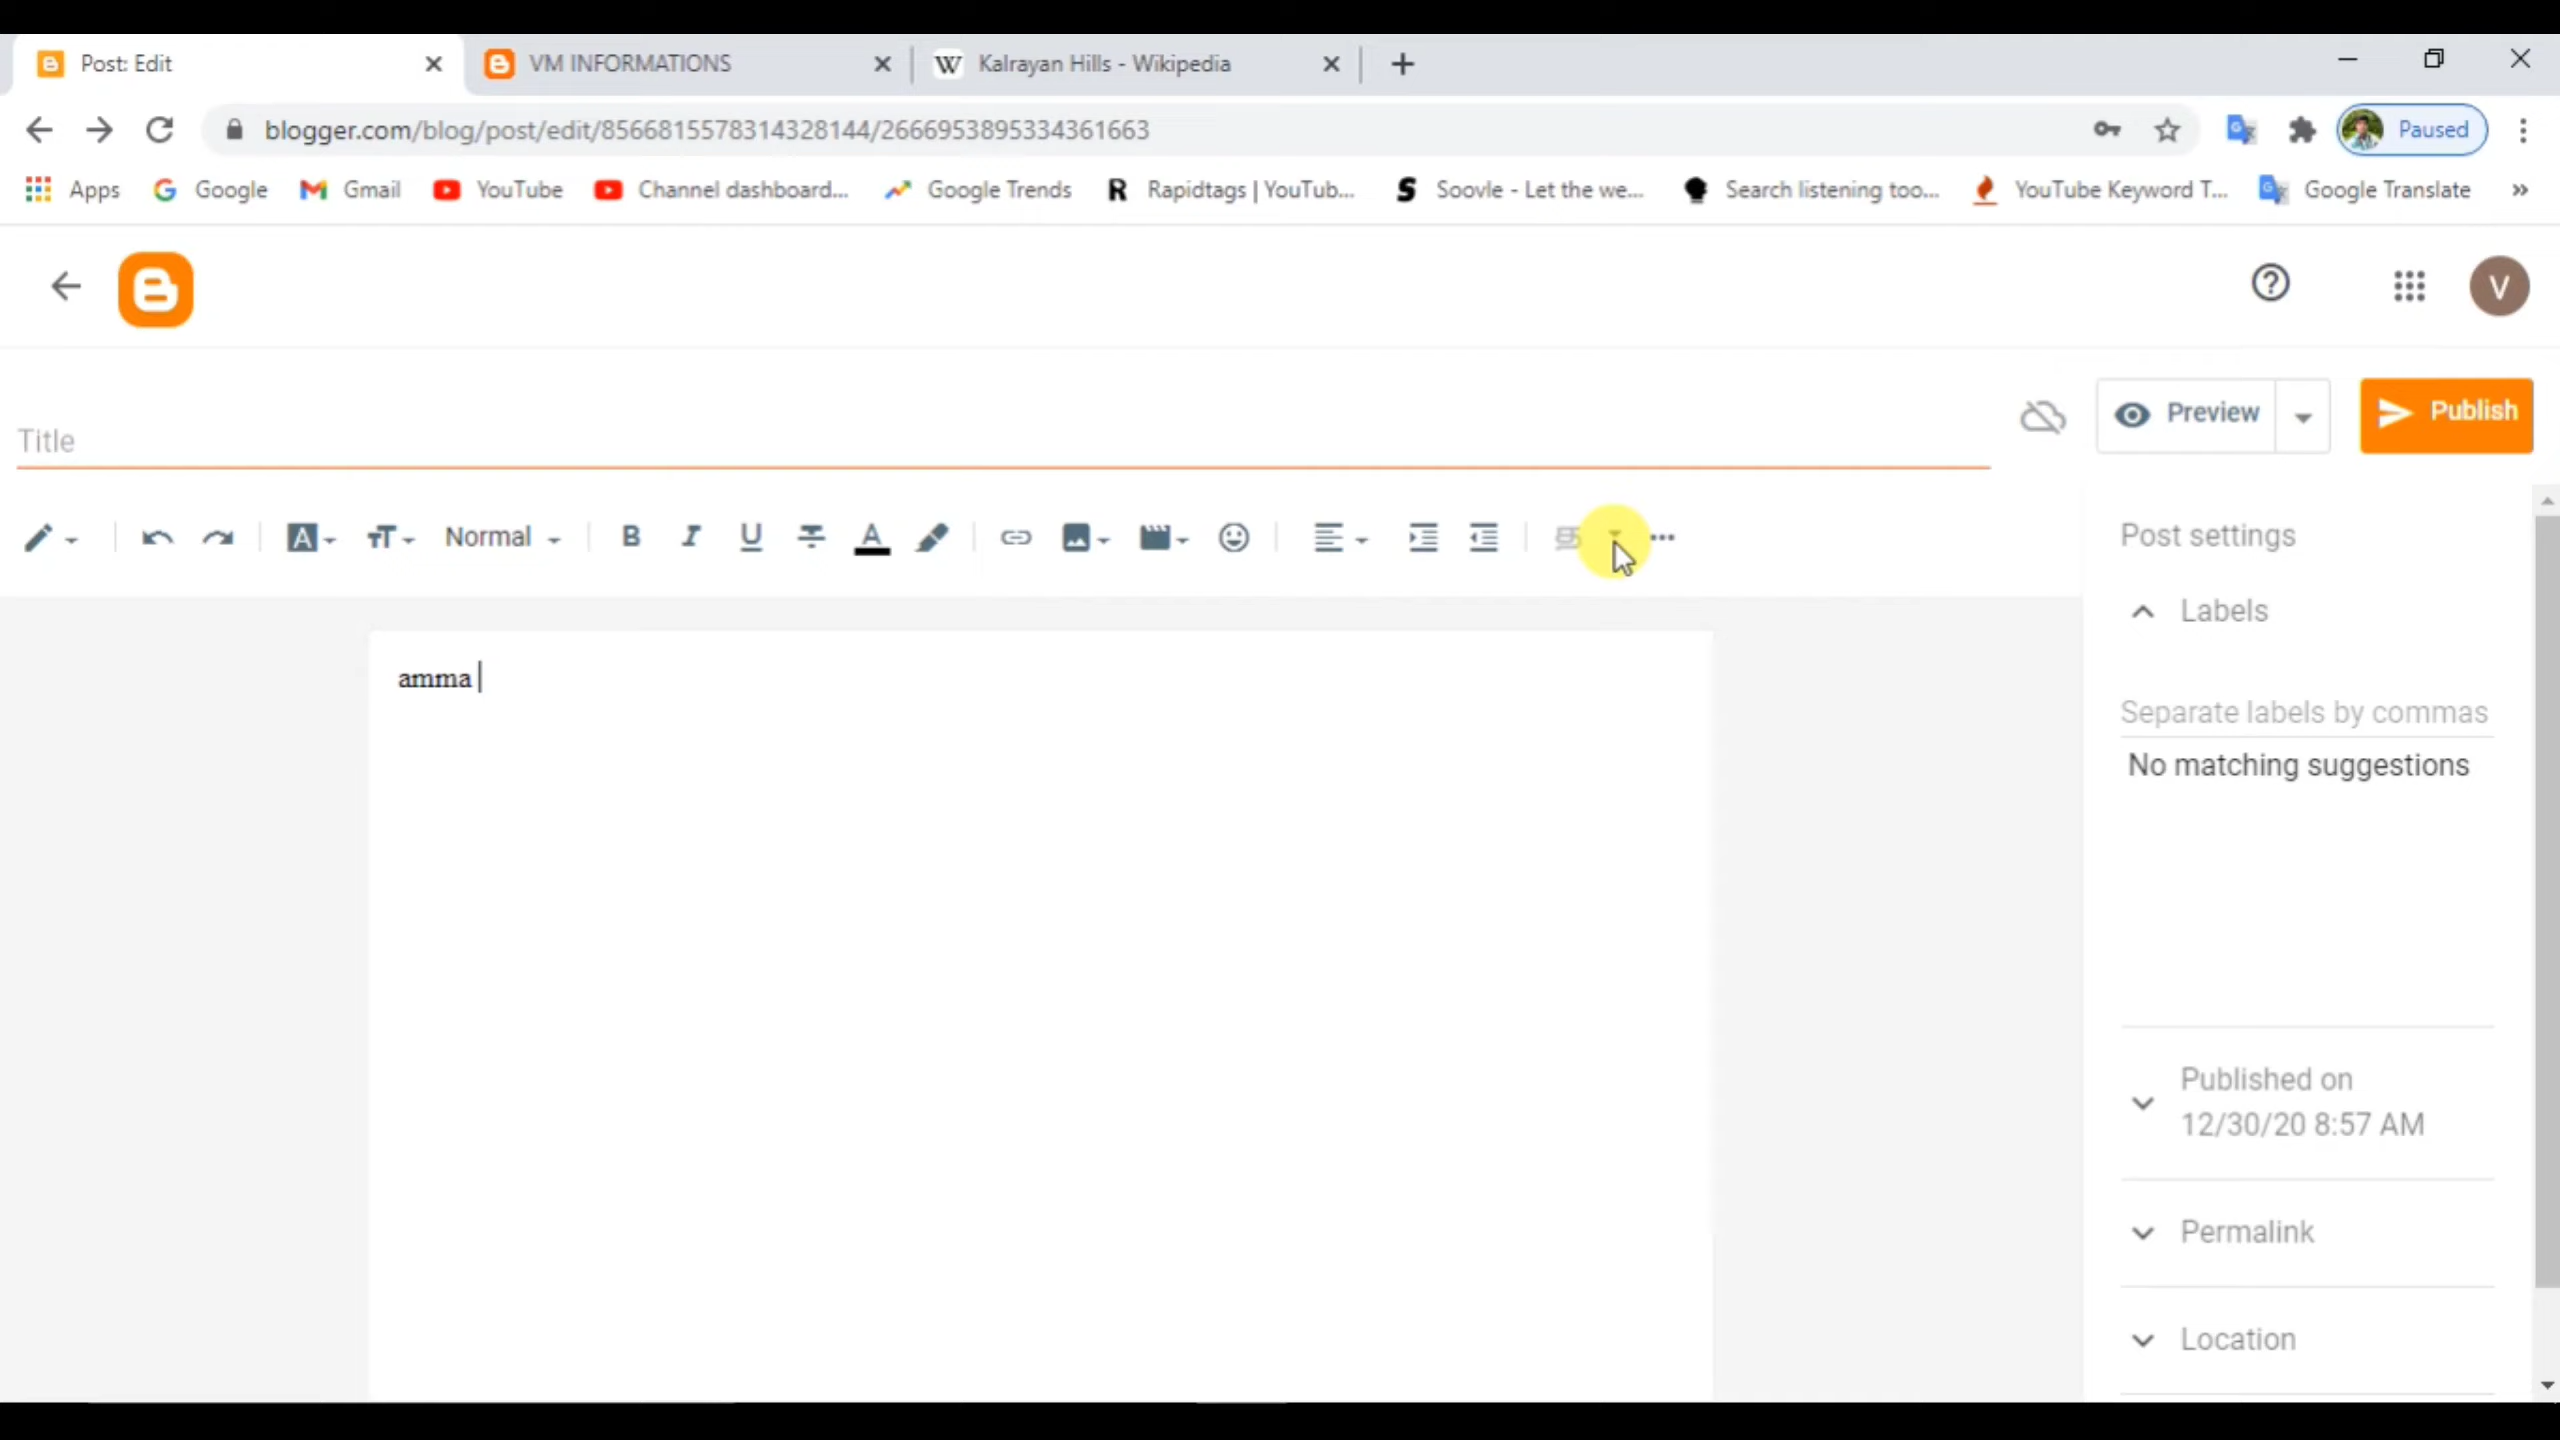 Post: Edit
VM INFORMATIONS
W Kalrayan Hills - Wikipedia
blogger.com/blog/post/edit/8566815578314328144/2666953895334361663
Paused
Apps Google Gmail YouTube Channel dashboard... Google Trends R Rapidtags | YouTub... S Soovle - Let the we... Search listening too... YouTube Keyword T... Google Translate »
V
Title
Preview
Publish
Normal
Post settings
Labels
amma
Separate labels by commas
No matching suggestions
Published on
12/30/20 8:57 AM
Permalink
Location